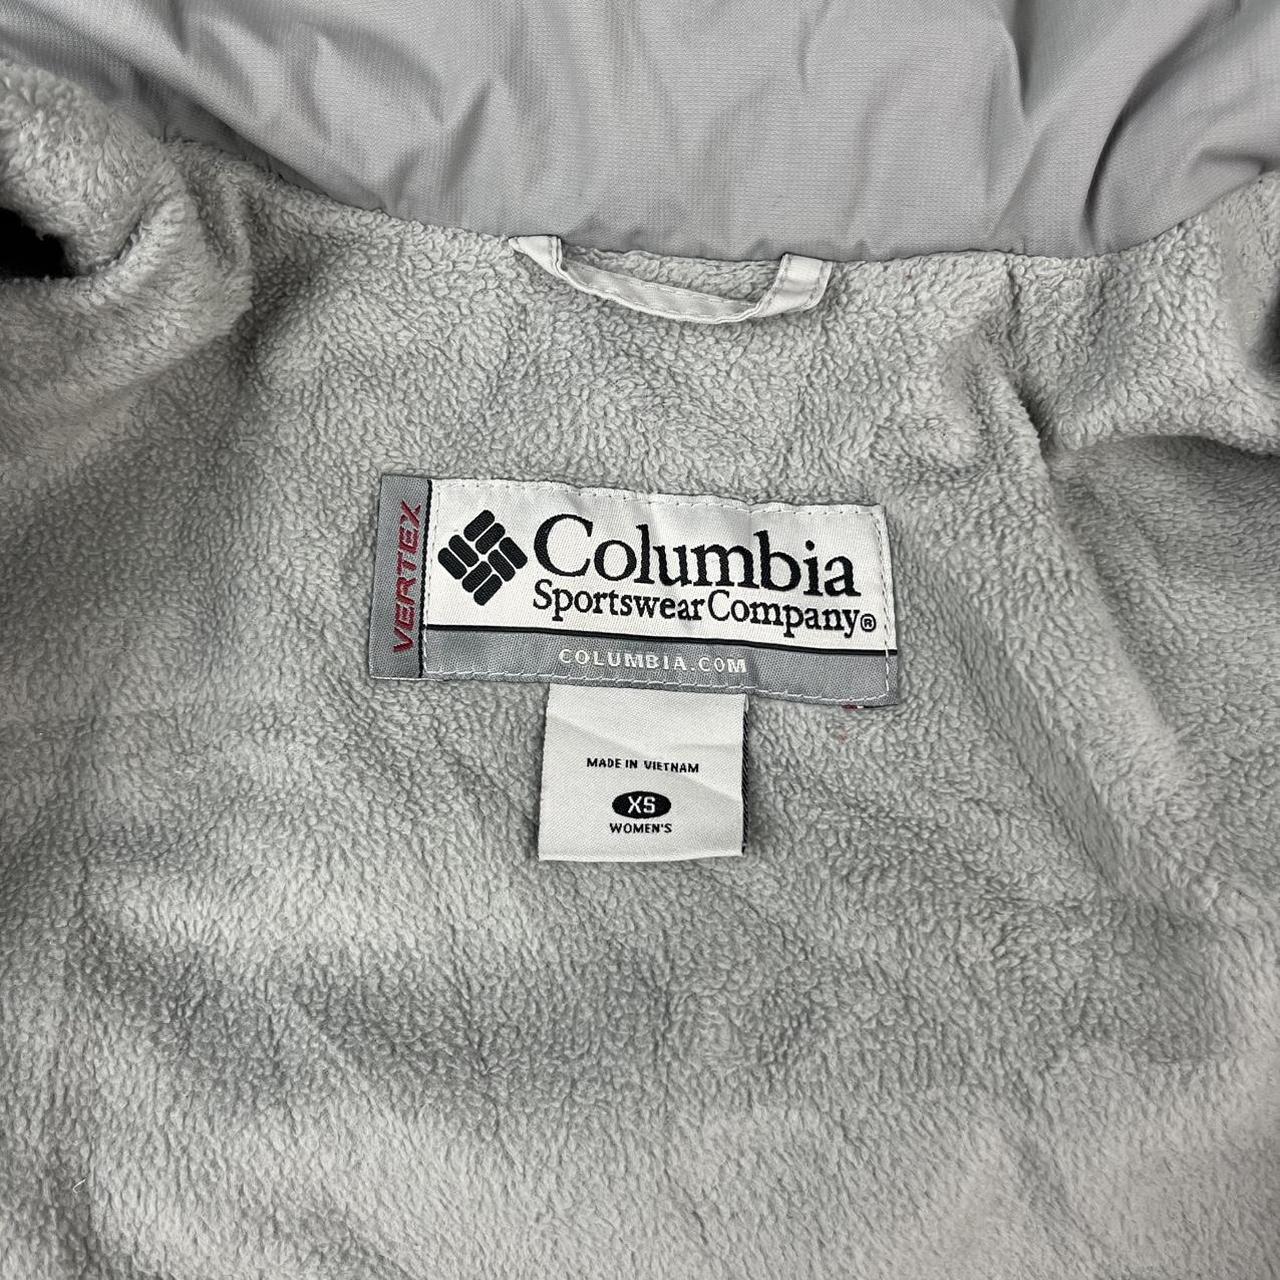 VERTEX
Columbia
Sportswear Company®
COLUMBIA.COM
MADE IN VIETNAM
XS
WOMEN'S